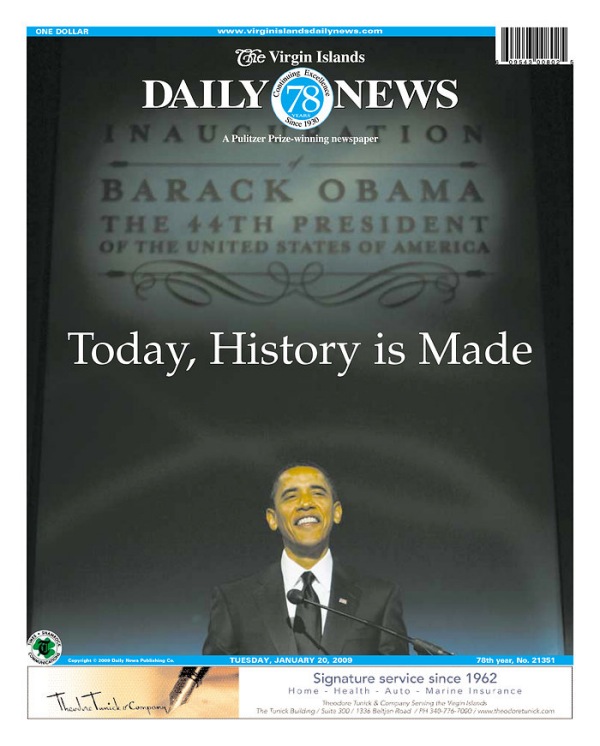 ONE DOLLAR
www.virginislandsdailynews.com
The Virgin Islands
DAILY NEWS
Continuing Excellence
78
YEARS
Since 1930
A Pulitzer Prize-winning newspaper
INAUGURATION
of
BARACK OBAMA
THE 44TH PRESIDENT
OF THE UNITED STATES OF AMERICA
Today, History is Made
TIMES • SHAMROCK
COMMUNICATIONS
Copyright © 2009 Daily News Publishing Co.
TUESDAY, JANUARY 20, 2009
78th year, No. 21351
Theodore Tunick & Company
Signature service since 1962
Home - Health - Auto - Marine Insurance
Theodore Tunick & Company Serving the Virgin Islands
The Tunick Building / Suite 300 / 1336 Beltjen Road / PH 340-776-7000 / www.theodoretunick.com